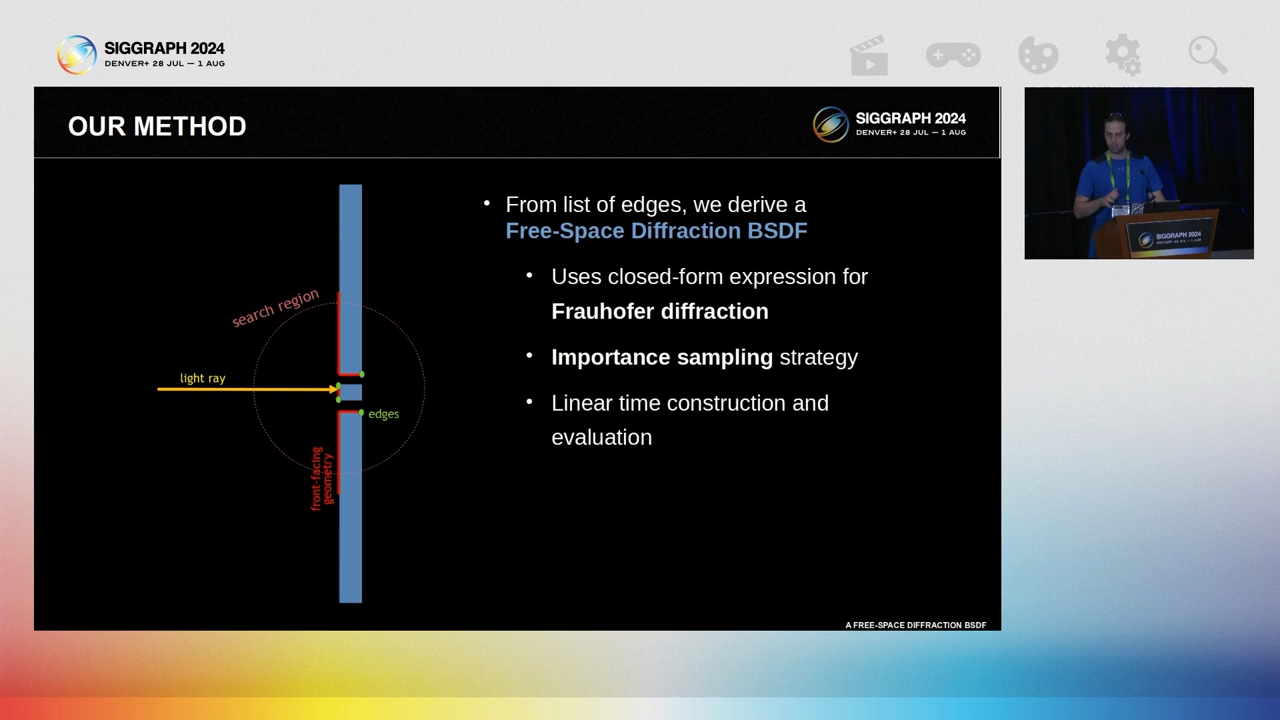 SIGGRAPH 2024
DENVER+ 28 JUL — 1 AUG
OUR METHOD
SIGGRAPH 2024
DENVER+ 28 JUL — 1 AUG
From list of edges, we derive a
Free-Space Diffraction BSDF
Uses closed-form expression for
Frauhofer diffraction
Importance sampling strategy
Linear time construction and
evaluation
search region
light ray
edges
front-facing
geometry
A FREE-SPACE DIFFRACTION BSDF
SIGGRAPH 2024